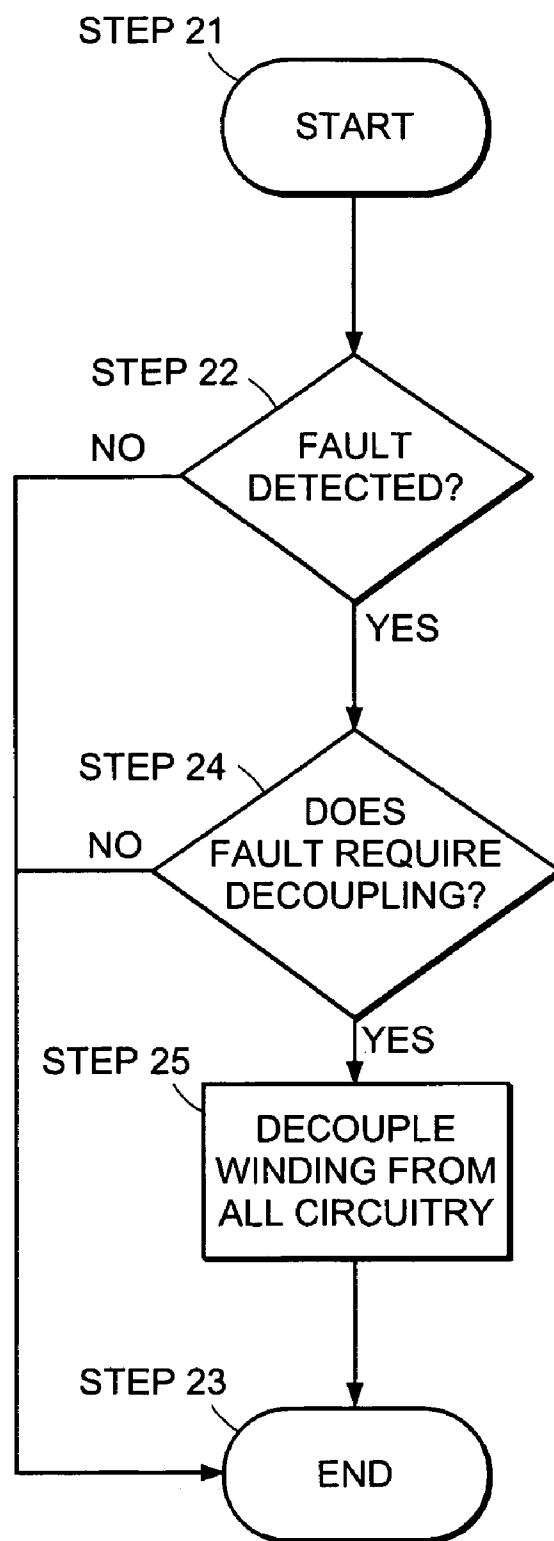 STEP 21
START
STEP 22
FAULT
DETECTED?
NO
YES
STEP 24
DOES
FAULT REQUIRE
DECOUPLING?
NO
YES
STEP 25
DECOUPLE
WINDING FROM
ALL CIRCUITRY
STEP 23
END